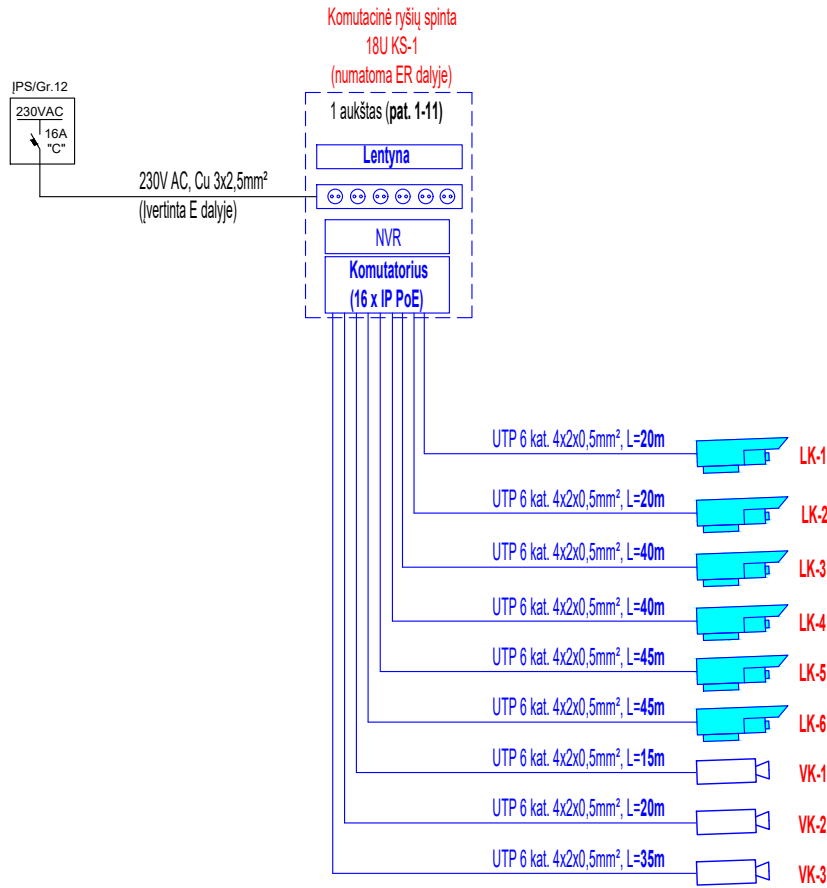 Komutacinė ryšių spinta
18U KS-1
(numatoma ER dalyje)
ĮPS/Gr.12
230VAC
16A
"C"
1 aukštas (pat. 1-11)
Lentyna
230V AC, Cu 3x2,5mm²
(Įvertinta E dalyje)
NVR
Komutatorius
(16 x IP PoE)
UTP 6 kat. 4x2x0,5mm², L=20m
LK-1
UTP 6 kat. 4x2x0,5mm², L=20m
LK-2
UTP 6 kat. 4x2x0,5mm², L=40m
LK-3
UTP 6 kat. 4x2x0,5mm², L=40m
LK-4
UTP 6 kat. 4x2x0,5mm², L=45m
LK-5
UTP 6 kat. 4x2x0,5mm², L=45m
LK-6
UTP 6 kat. 4x2x0,5mm², L=15m
VK-1
UTP 6 kat. 4x2x0,5mm², L=20m
VK-2
UTP 6 kat. 4x2x0,5mm², L=35m
VK-3